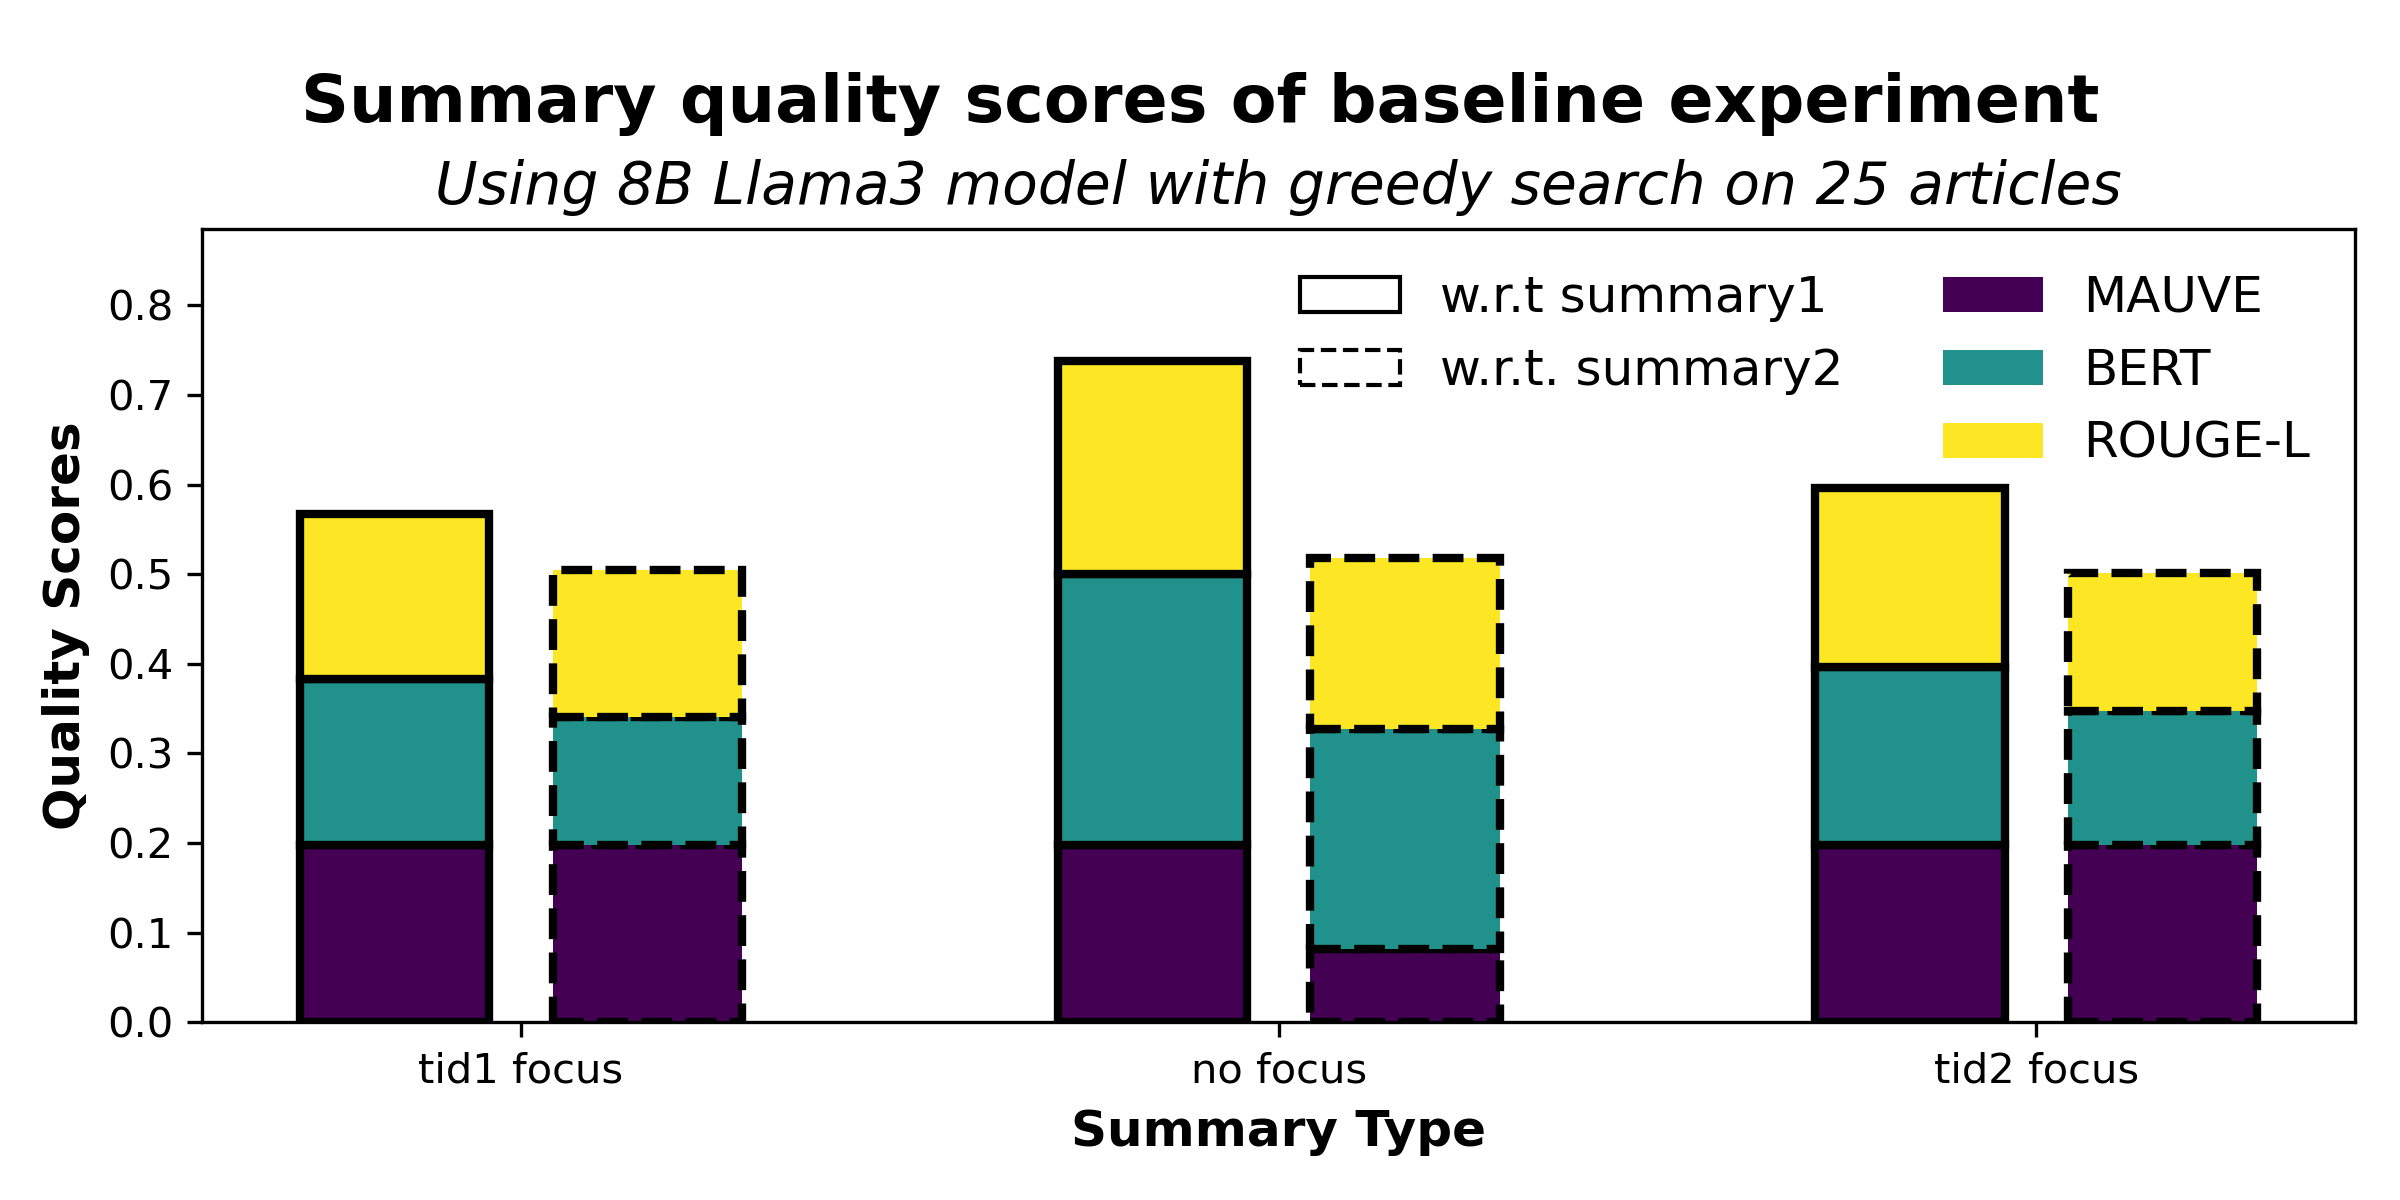 Summary quality scores of baseline experiment
Using 8B Llama3 model with greedy search on 25 articles
w.r.t summary1
w.r.t. summary2
MAUVE
BERT
ROUGE-L
Quality Scores
0.8
0.7
0.6
0.5
0.4
0.3
0.2
0.1
0.0
tid1 focus
no focus
tid2 focus
Summary Type